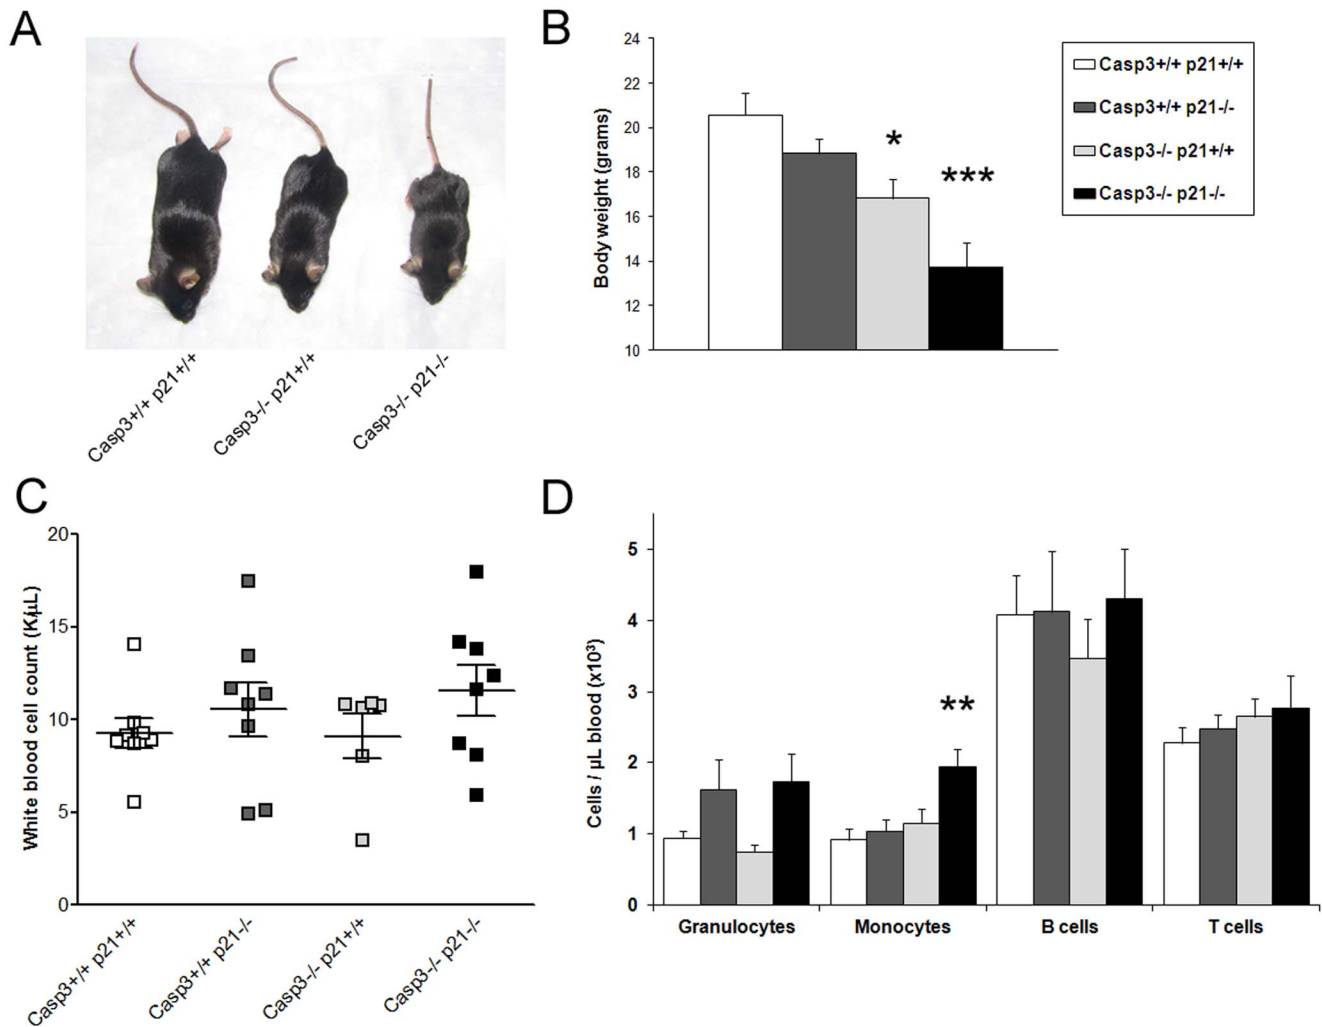 A
Casp3+/+ p21+/+
Casp3-/- p21+/+
Casp3-/- p21-/-
B
Body weight (grams)
24
22
20
18
16
14
12
10
*
***
Casp3+/+ p21+/+
Casp3+/+ p21-/-
Casp3-/- p21+/+
Casp3-/- p21-/-
C
White blood cell count (K/µL)
20
15
10
5
0
Casp3+/+ p21+/+
Casp3+/+ p21-/-
Casp3-/- p21+/+
Casp3-/- p21-/-
D
Cells / µL blood (x10³)
5
4
3
2
1
0
**
Granulocytes
Monocytes
B cells
T cells